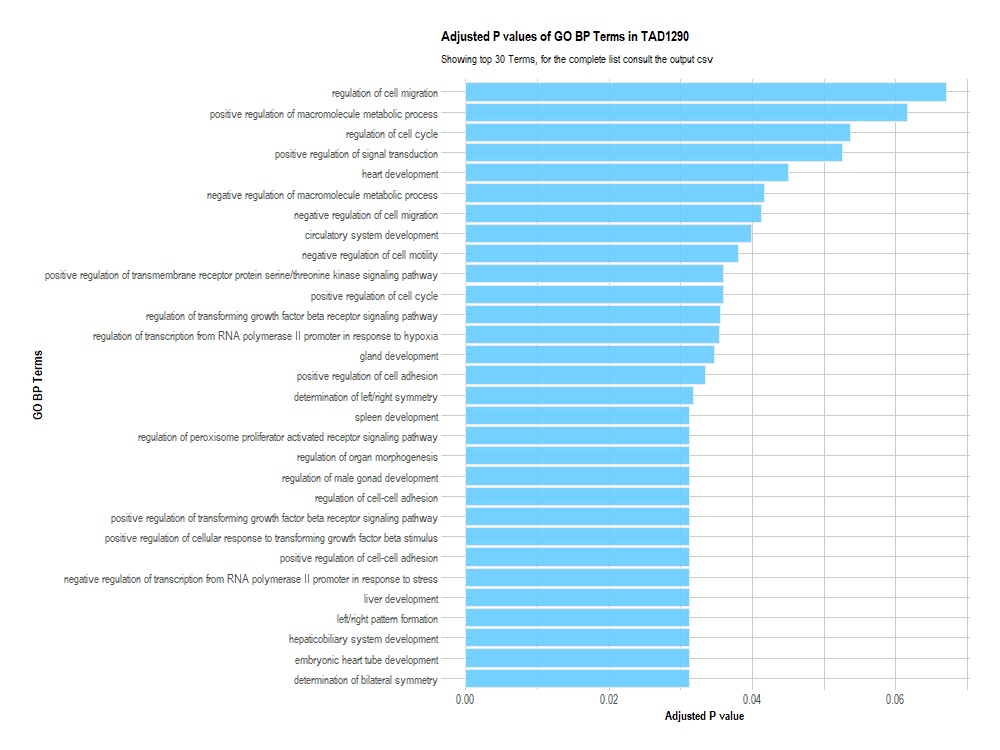 Adjusted P values of GO BP Terms in TAD1290
Showing top 30 Terms, for the complete list consult the output csv
GO BP Terms
regulation of cell migration
positive regulation of macromolecule metabolic process
regulation of cell cycle
positive regulation of signal transduction
heart development
negative regulation of macromolecule metabolic process
negative regulation of cell migration
circulatory system development
negative regulation of cell motility
positive regulation of transmembrane receptor protein serine/threonine kinase signaling pathway
positive regulation of cell cycle
regulation of transforming growth factor beta receptor signaling pathway
regulation of transcription from RNA polymerase II promoter in response to hypoxia
gland development
positive regulation of cell adhesion
determination of left/right symmetry
spleen development
regulation of peroxisome proliferator activated receptor signaling pathway
regulation of organ morphogenesis
regulation of male gonad development
regulation of cell-cell adhesion
positive regulation of transforming growth factor beta receptor signaling pathway
positive regulation of cellular response to transforming growth factor beta stimulus
positive regulation of cell-cell adhesion
negative regulation of transcription from RNA polymerase II promoter in response to stress
liver development
left/right pattern formation
hepaticobiliary system development
embryonic heart tube development
determination of bilateral symmetry
0.00 0.02 0.04 0.06
Adjusted P value